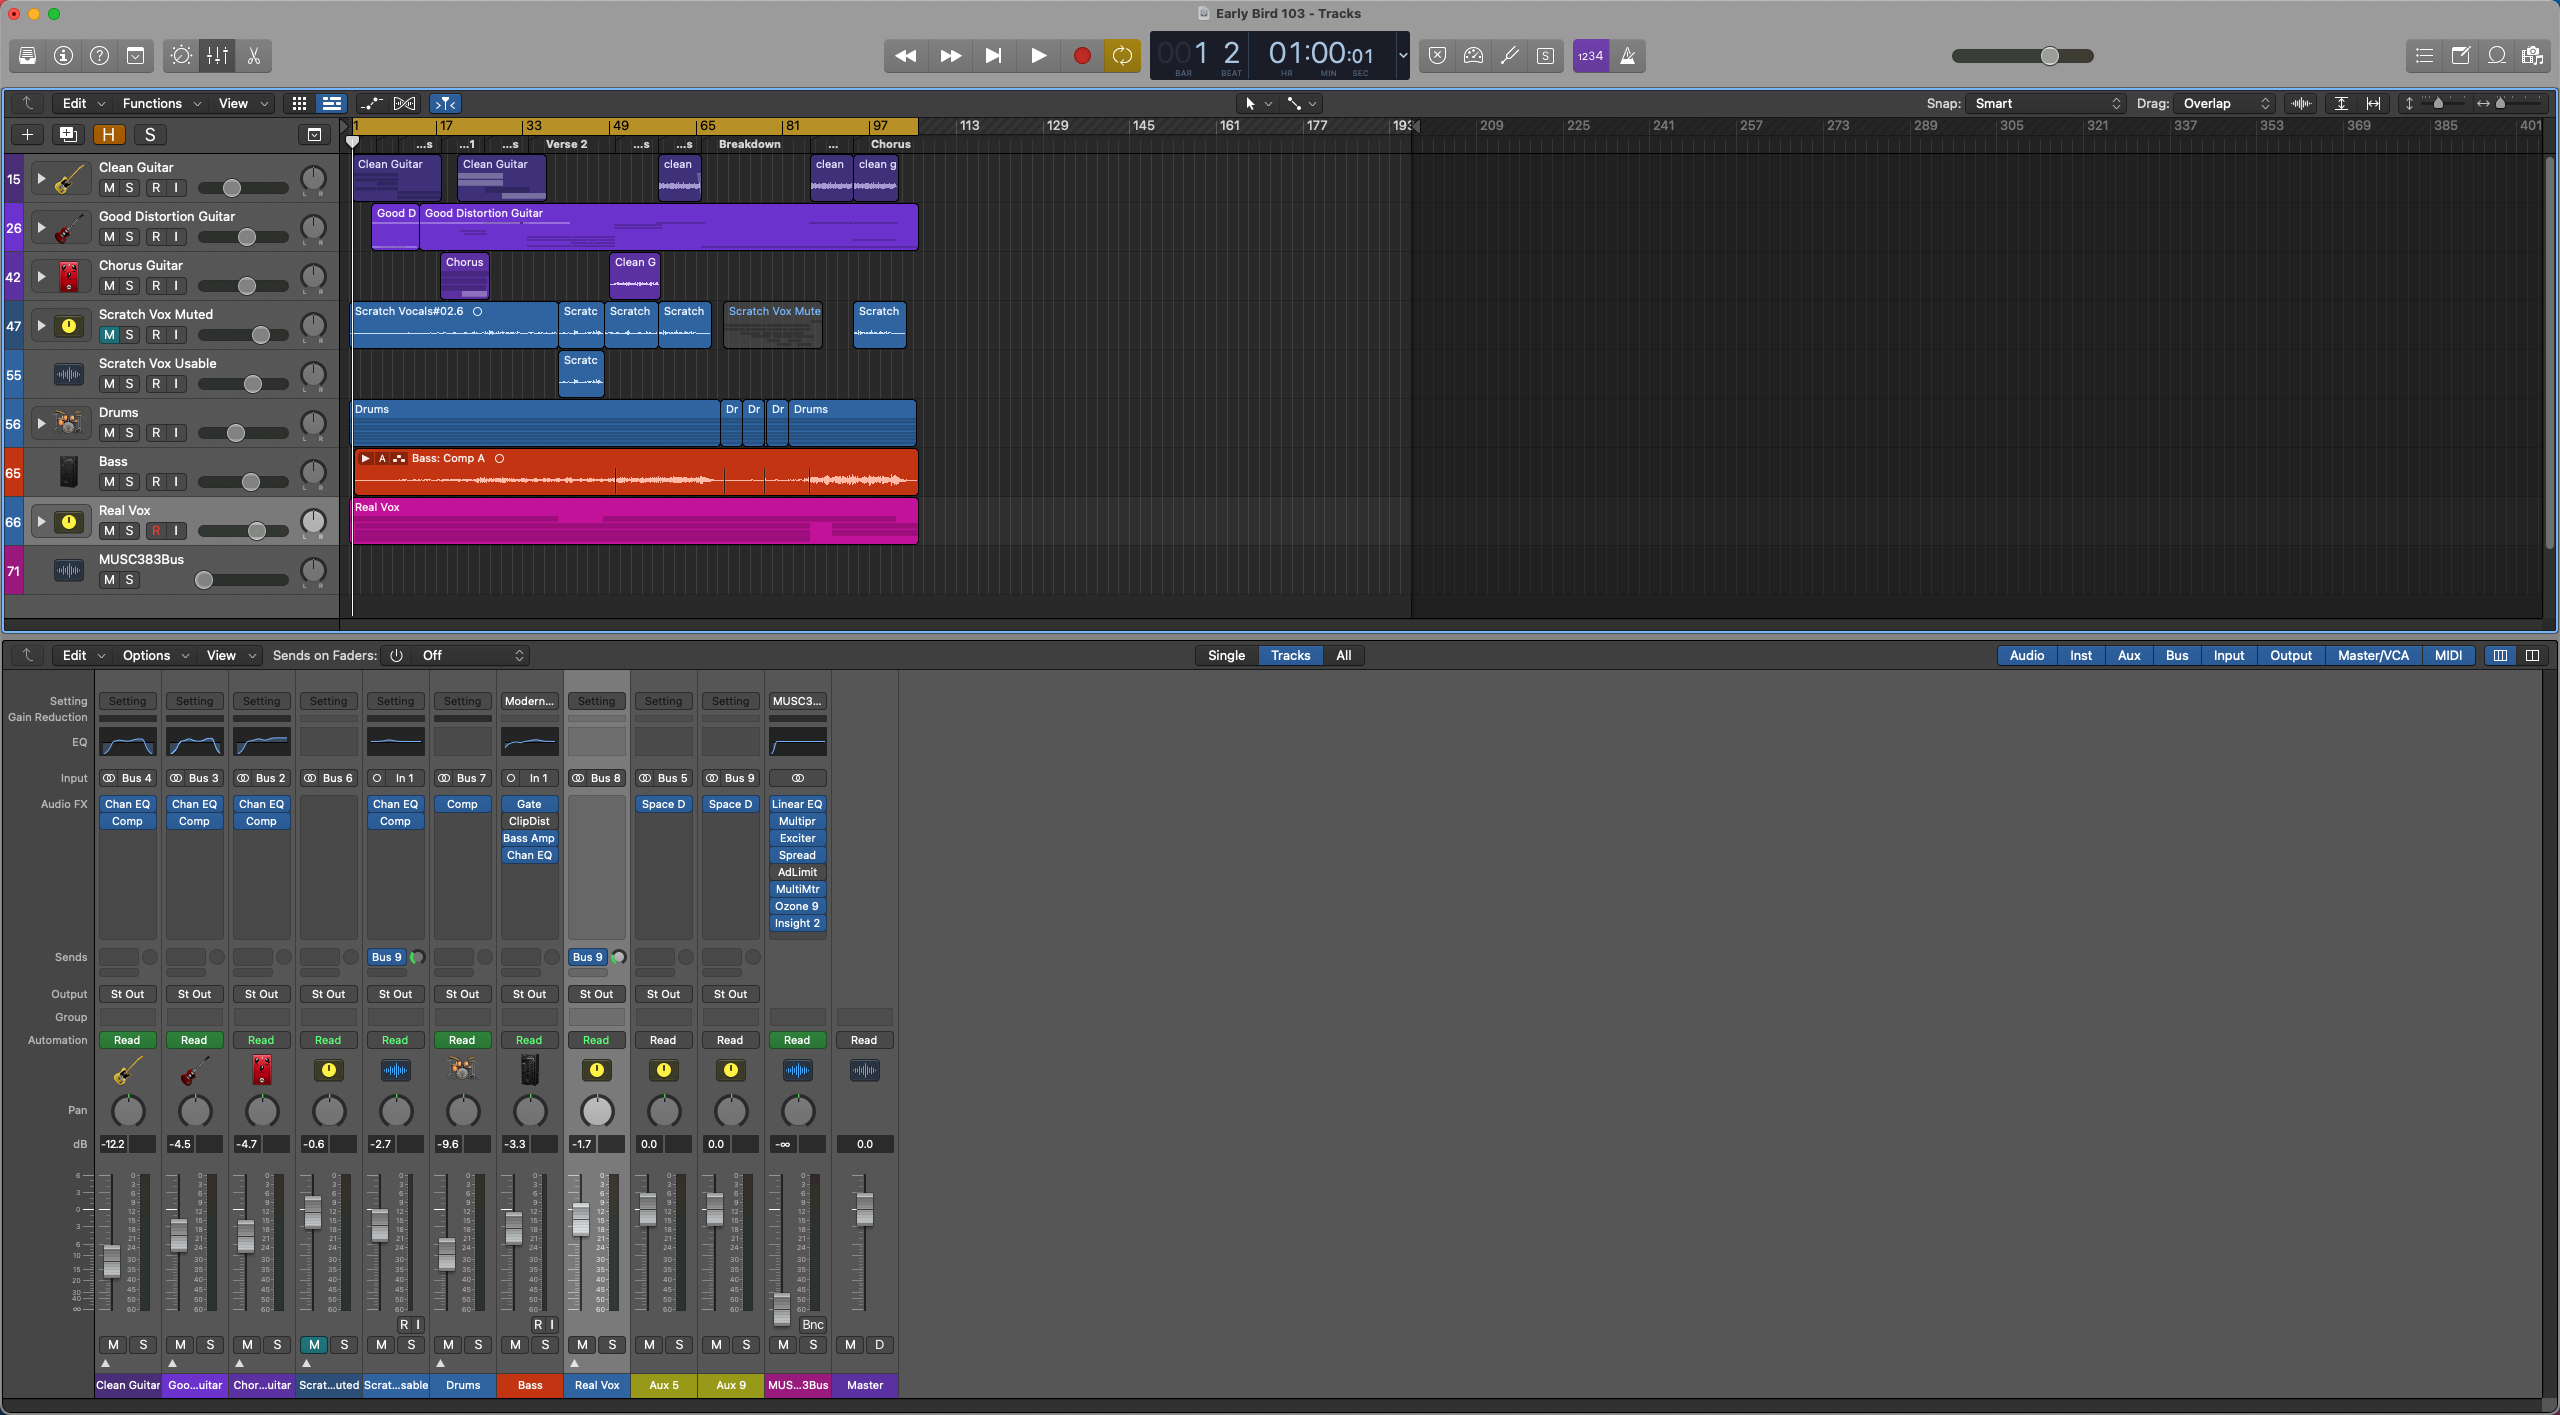 Early Bird 103 - Tracks
001 2 01:00:01 1234
BAR BEAT HR MIN SEC
Edit Functions View Snap: Smart Drag: Overlap
H S
1 17 33 49 65 81 97 113 129 145 161 177 193 209 225 241 257 273 289 305 321 337 353 369 385 401
...s ...1 ...s Verse 2 ...s ...s Breakdown ... Chorus
15 Clean Guitar M S R I Clean Guitar Clean Guitar clean clean clean g
26 Good Distortion Guitar M S R I Good D Good Distortion Guitar
42 Chorus Guitar M S R I Chorus Clean G
47 Scratch Vox Muted M S R I Scratch Vocals#02.6 Scratc Scratch Scratch Scratch Vox Mute Scratch
55 Scratch Vox Usable M S R I Scratc
56 Drums M S R I Drums Dr Dr Dr Drums
65 Bass M S R I A Bass: Comp A
66 Real Vox M S R I Real Vox
71 MUSC383Bus M S
Edit Options View Sends on Faders: Off Single Tracks All Audio Inst Aux Bus Input Output Master/VCA MIDI
Setting Setting Setting Setting Setting Setting Setting Modern... Setting Setting Setting MUSC3...
Gain Reduction
EQ
Input Bus 4 Bus 3 Bus 2 Bus 6 In 1 Bus 7 In 1 Bus 8 Bus 5 Bus 9
Audio FX Chan EQ Chan EQ Chan EQ Chan EQ Comp Gate Space D Space D Linear EQ
Comp Comp Comp Comp ClipDist Multipr
Bass Amp Exciter
Chan EQ Spread
AdLimit
MultiMtr
Ozone 9
Insight 2
Sends Bus 9 Bus 9
Output St Out St Out St Out St Out St Out St Out St Out St Out St Out St Out
Group
Automation Read Read Read Read Read Read Read Read Read Read Read Read
Pan
dB -12.2 -4.5 -4.7 -0.6 -2.7 -9.6 -3.3 -1.7 0.0 0.0 -∞ 0.0
R I R I Bnc
M S M S M S M S M S M S M S M S M S M S M S M D
Clean Guitar Goo...uitar Chor...uitar Scrat...uted Scrat...sable Drums Bass Real Vox Aux 5 Aux 9 MUS...3Bus Master